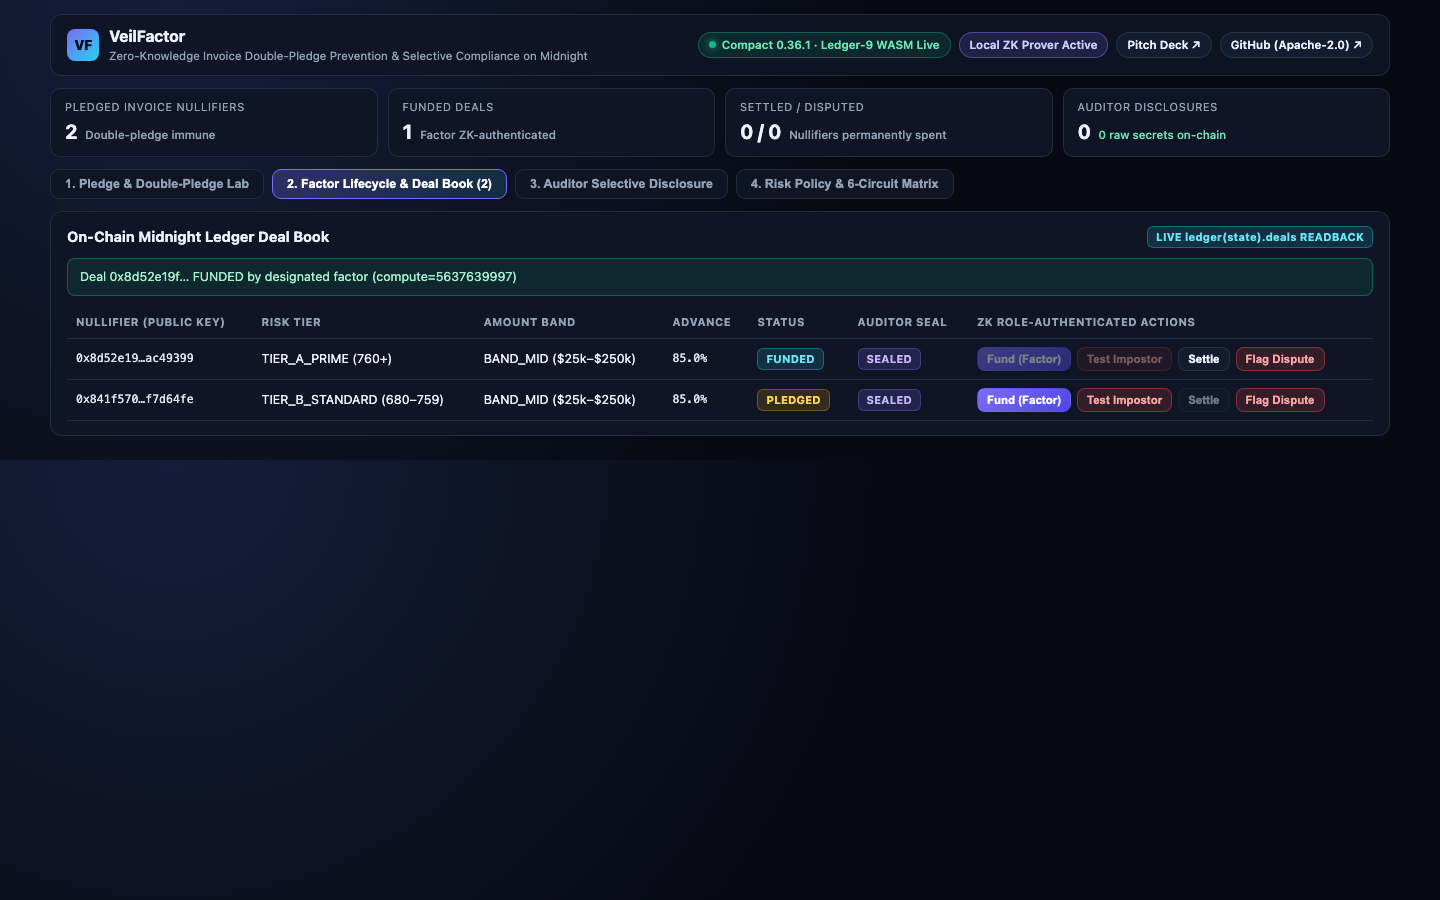 VF
VeilFactor
Zero-Knowledge Invoice Double-Pledge Prevention & Selective Compliance on Midnight
Compact 0.36.1 · Ledger-9 WASM Live
Local ZK Prover Active
Pitch Deck ↗
GitHub (Apache-2.0) ↗
PLEDGED INVOICE NULLIFIERS
2 Double-pledge immune
FUNDED DEALS
1 Factor ZK-authenticated
SETTLED / DISPUTED
0 / 0 Nullifiers permanently spent
AUDITOR DISCLOSURES
0 0 raw secrets on-chain
1. Pledge & Double-Pledge Lab
2. Factor Lifecycle & Deal Book (2)
3. Auditor Selective Disclosure
4. Risk Policy & 6-Circuit Matrix
On-Chain Midnight Ledger Deal Book
LIVE ledger(state).deals READBACK
Deal 0x8d52e19f... FUNDED by designated factor (compute=5637639997)
NULLIFIER (PUBLIC KEY) RISK TIER AMOUNT BAND ADVANCE STATUS AUDITOR SEAL ZK ROLE-AUTHENTICATED ACTIONS
0x8d52e19…ac49399 TIER_A_PRIME (760+) BAND_MID ($25k–$250k) 85.0% FUNDED SEALED Fund (Factor) Test Impostor Settle Flag Dispute
0x841f570…f7d64fe TIER_B_STANDARD (680–759) BAND_MID ($25k–$250k) 85.0% PLEDGED SEALED Fund (Factor) Test Impostor Settle Flag Dispute